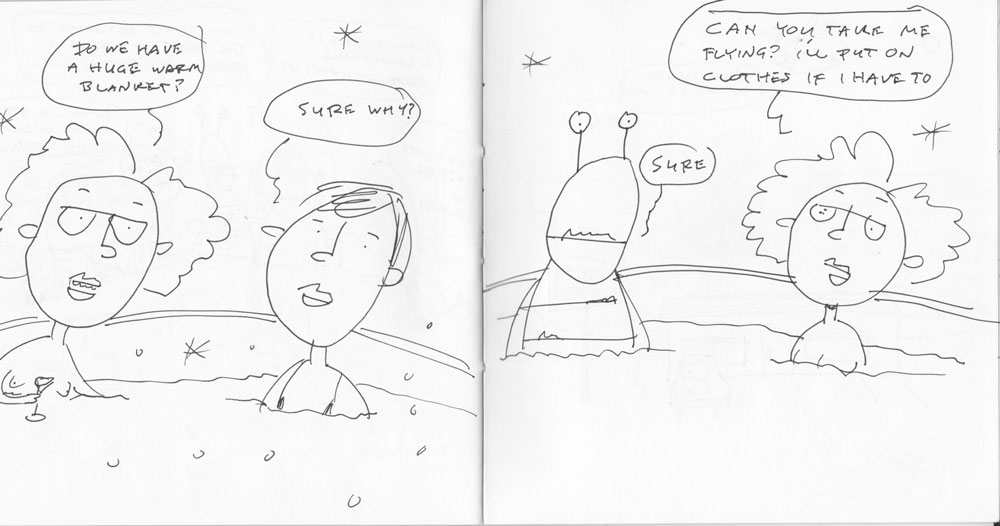 DO WE HAVE
A HUGE WARM
BLANKET?
SURE WHY?
CAN YOU TAKE ME
FLYING? I'LL PUT ON
CLOTHES IF I HAVE TO
SURE